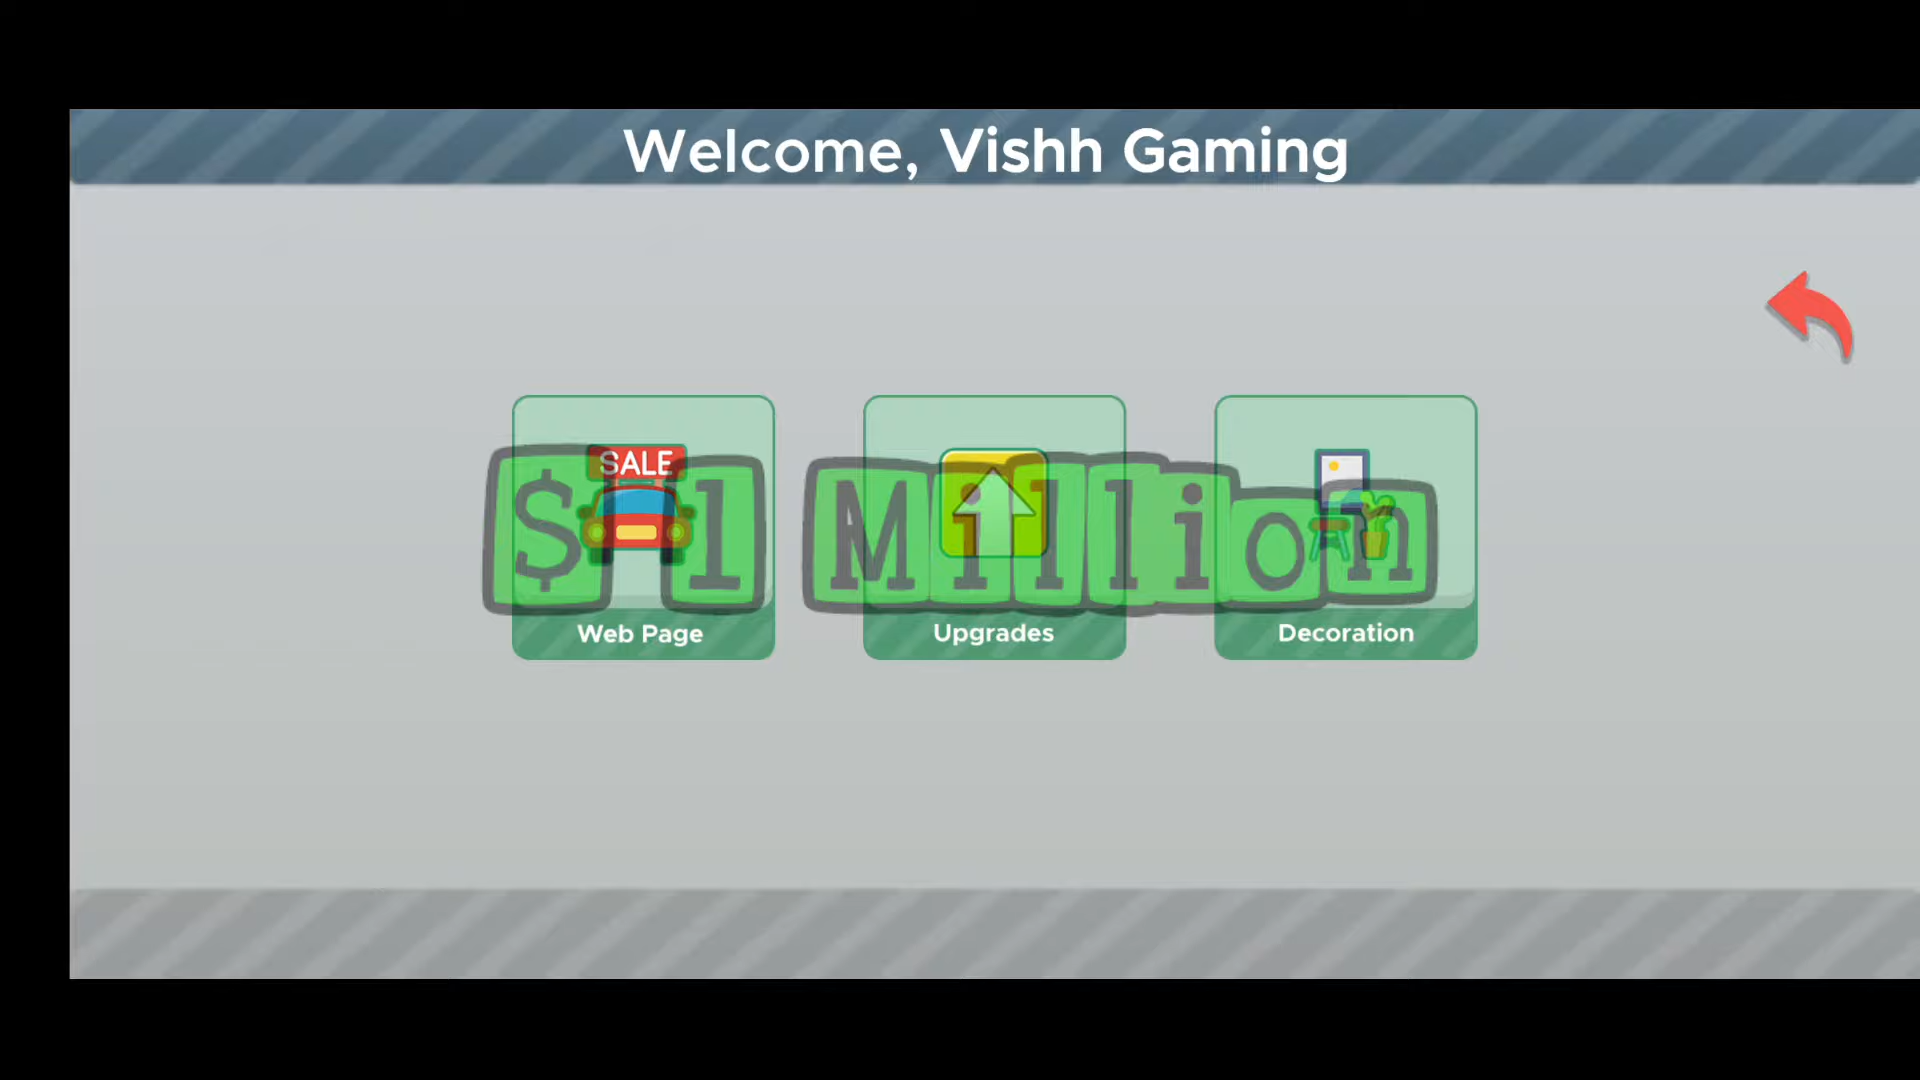 Welcome, Vishh Gaming
SALE
$1 Million
Web Page
Upgrades
Decoration